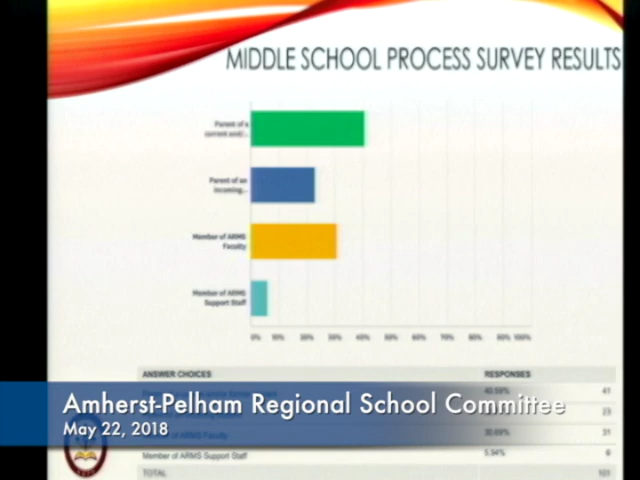 MIDDLE SCHOOL PROCESS SURVEY RESULTS
Parent of a
current and/...
Parent of an
incoming...
Member of ARMS
Faculty
Member of ARMS
Support Staff
0% 10% 20% 30% 40% 50% 60% 70% 80% 90% 100%
ANSWER CHOICES RESPONSES
40.59% 41
Amherst-Pelham Regional School Committee
23
May 22, 2018
of ARMS Faculty 30.69% 31
Member of ARMS Support Staff 5.94% 6
TOTAL 101